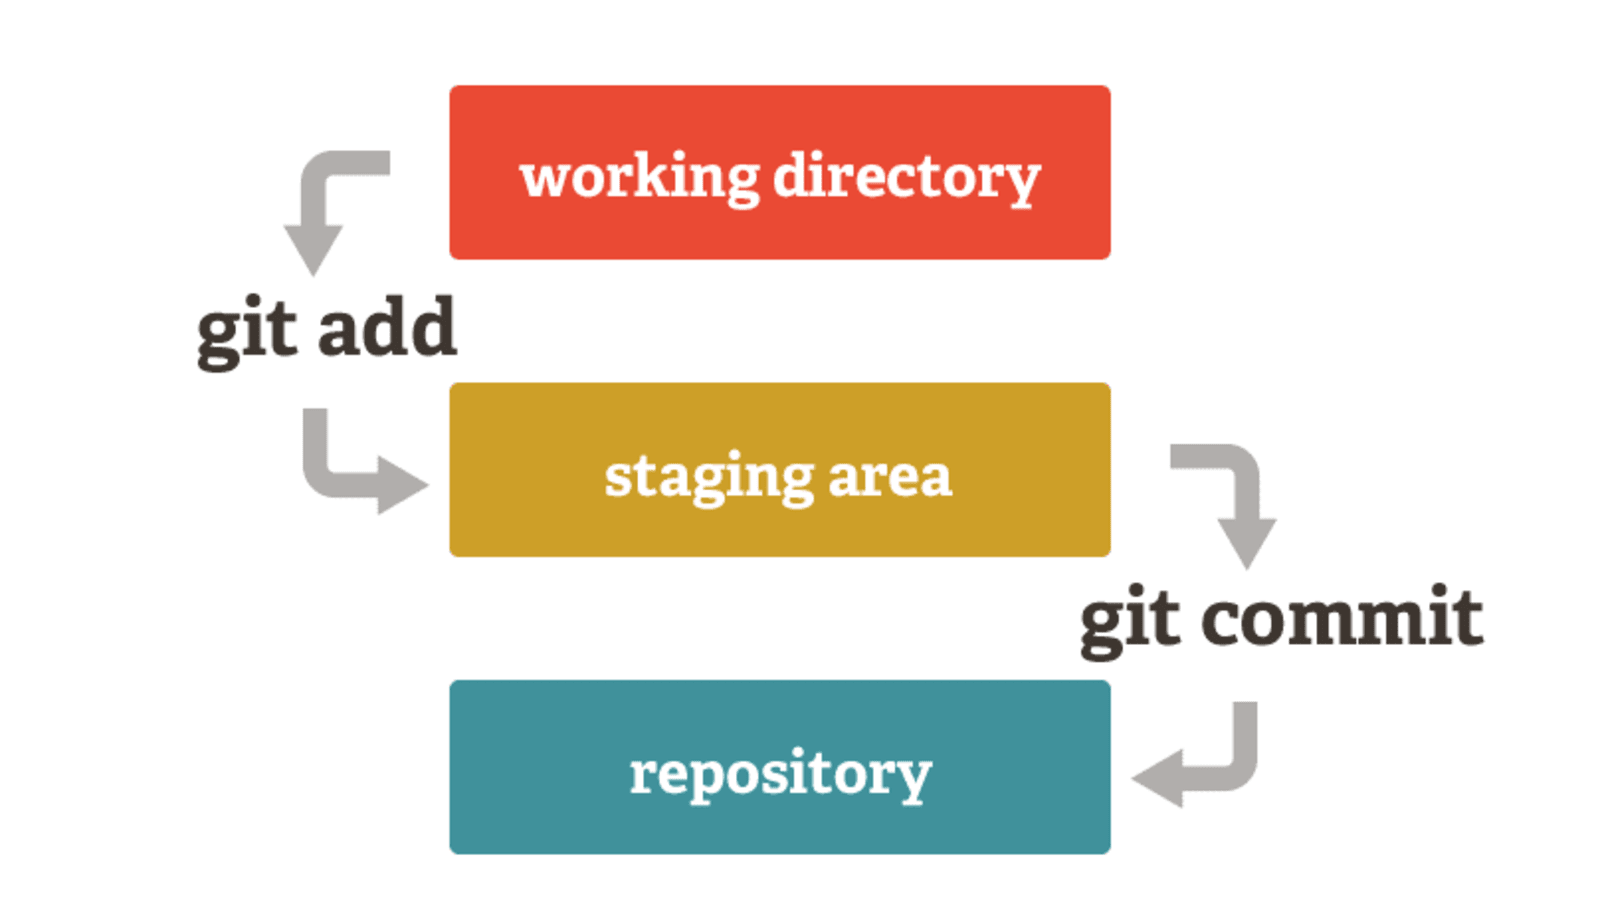 working directory
git add
staging area
git commit
repository